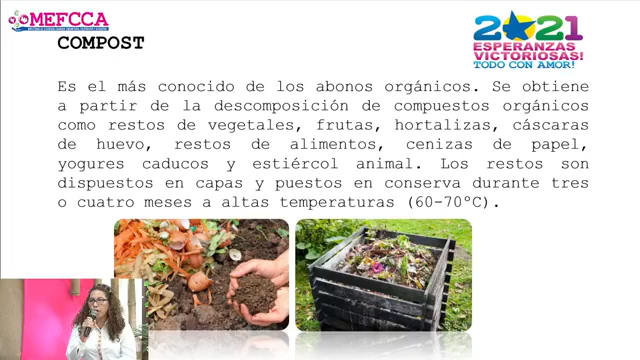 MEFCCA
COMPOST
2021
ESPERANZAS
VICTORIOSAS!
TODO CON AMOR!
Es el más conocido de los abonos orgánicos. Se obtiene
a partir de la descomposición de compuestos orgánicos
como restos de vegetales, frutas, hortalizas, cáscaras
de huevo, restos de alimentos, cenizas de papel,
yogures caducos y estiércol animal. Los restos son
dispuestos en capas y puestos en conserva durante tres
o cuatro meses a altas temperaturas (60-70°C).